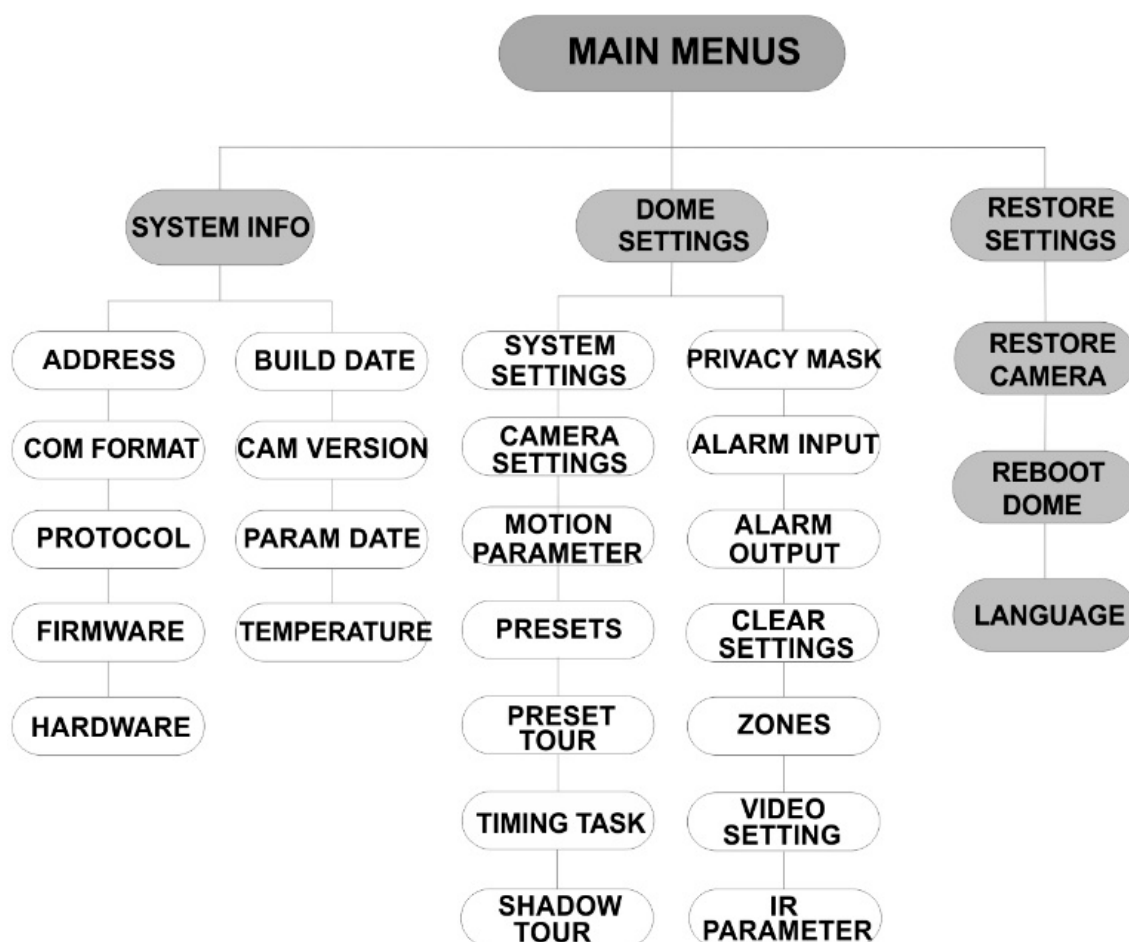 MAIN MENUS
SYSTEM INFO
ADDRESS
COM FORMAT
PROTOCOL
FIRMWARE
HARDWARE
BUILD DATE
CAM VERSION
PARAM DATE
TEMPERATURE
DOME
SETTINGS
SYSTEM
SETTINGS
CAMERA
SETTINGS
MOTION
PARAMETER
PRESETS
PRESET
TOUR
TIMING TASK
SHADOW
TOUR
PRIVACY MASK
ALARM INPUT
ALARM
OUTPUT
CLEAR
SETTINGS
ZONES
VIDEO
SETTING
IR
PARAMETER
RESTORE
SETTINGS
RESTORE
CAMERA
REBOOT
DOME
LANGUAGE